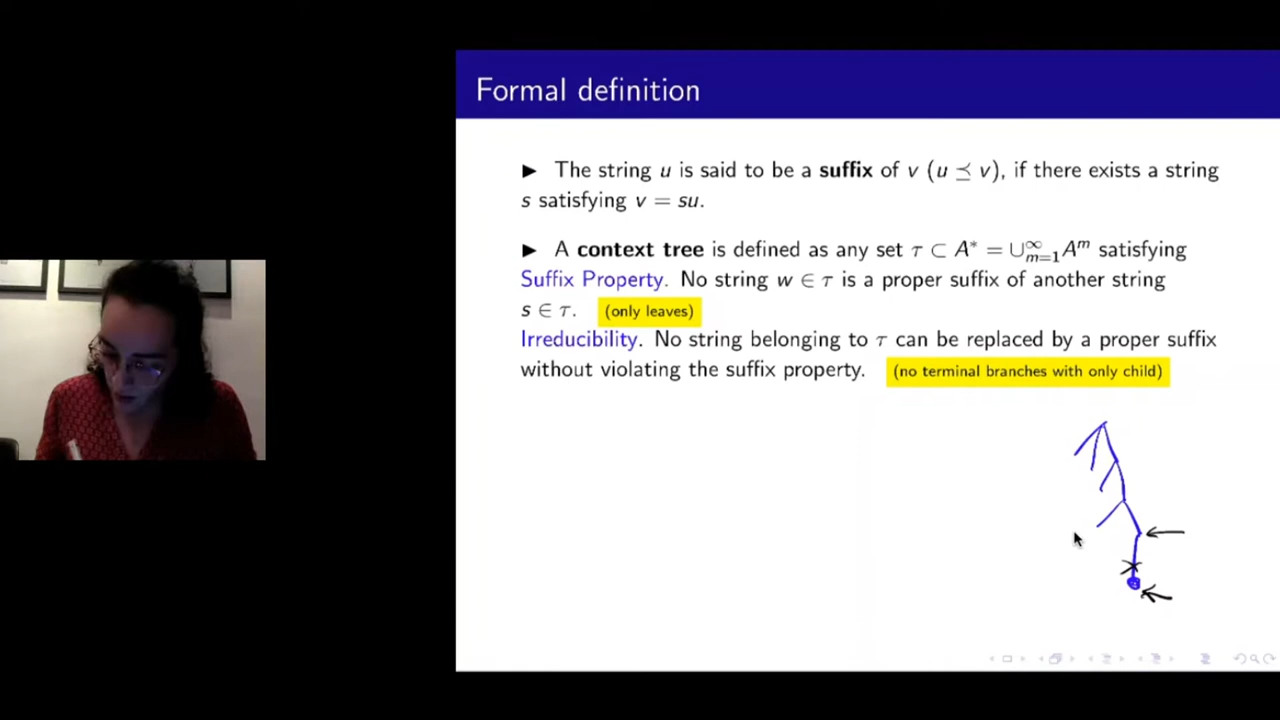 Formal definition
▶ The string u is said to be a suffix of v (u ⪯ v), if there exists a string
s satisfying v = su.
▶ A context tree is defined as any set τ ⊂ A* = ∪_{m=1}^{∞} A^m satisfying
Suffix Property. No string w ∈ τ is a proper suffix of another string
s ∈ τ. (only leaves)
Irreducibility. No string belonging to τ can be replaced by a proper suffix
without violating the suffix property. (no terminal branches with only child)